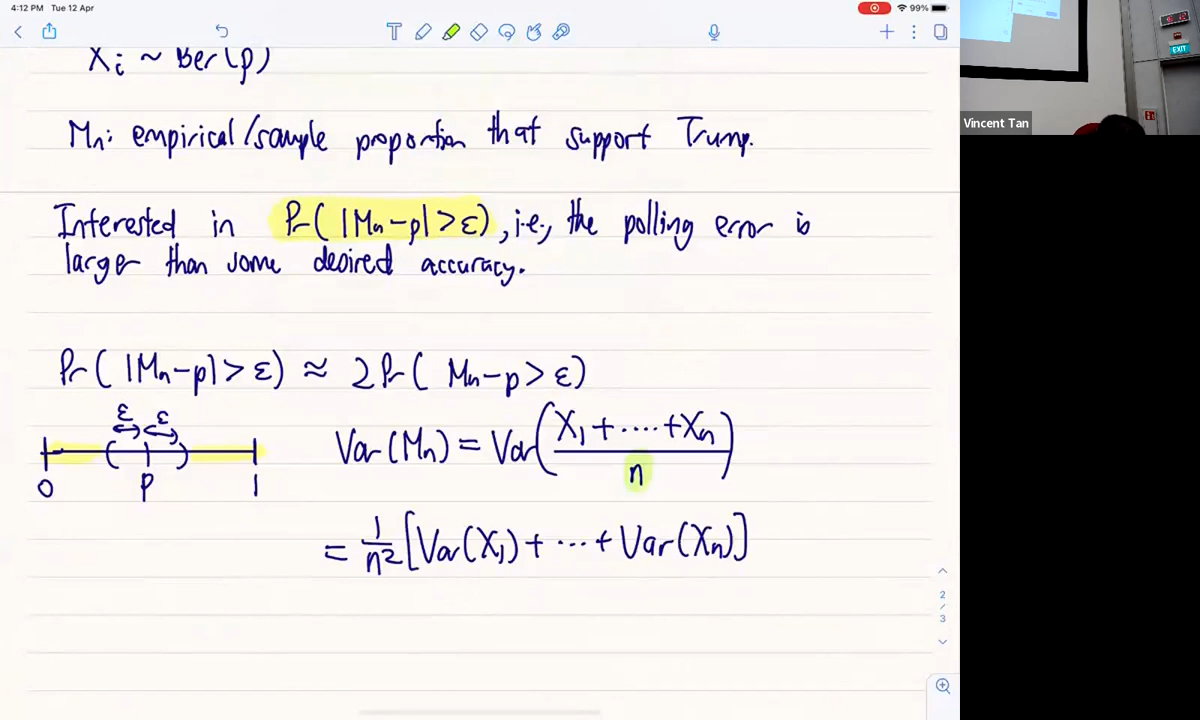 4:12 PM Tue 12 Apr
99%
Xi ~ Ber(p)
Mn: empirical/sample proportion that support Trump.
Interested in Pr(|Mn-p|>ε), i.e., the polling error is
larger than some desired accuracy.
Pr(|Mn-p|>ε) ≈ 2Pr(Mn-p>ε)
ε ε
0 p 1
Var(Mn) = Var((X1+····+Xn)/n)
= 1/n² [Var(X1)+···+Var(Xn)]
2
/
3
EXIT
Vincent Tan